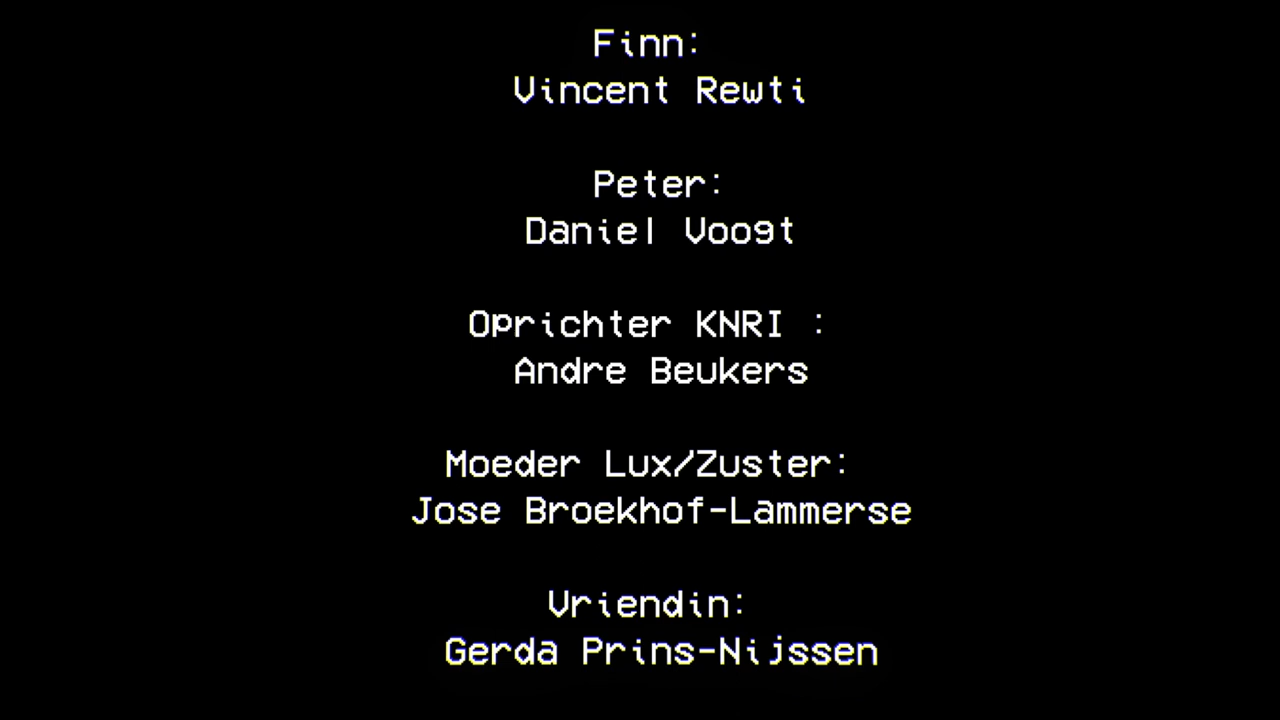 Finn:
Vincent Rewti
Peter:
Daniel Voogt
Oprichter KNRI :
Andre Beukers
Moeder Lux/Zuster:
Jose Broekhof-Lammerse
Vriendin:
Gerda Prins-Nijssen